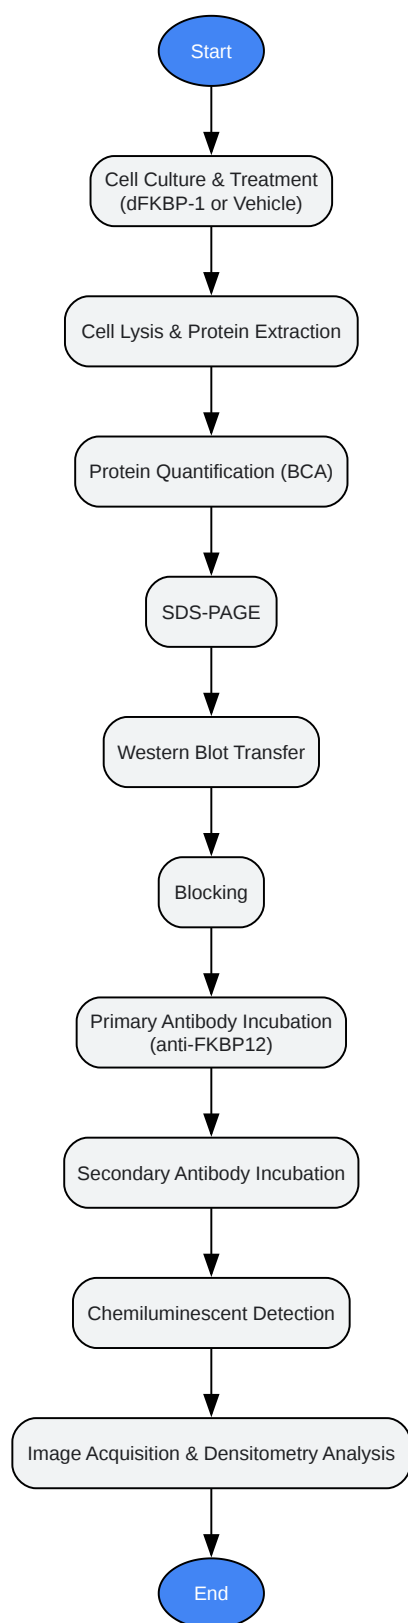 Start
Cell Culture & Treatment
(dFKBP-1 or Vehicle)
Cell Lysis & Protein Extraction
Protein Quantification (BCA)
SDS-PAGE
Western Blot Transfer
Blocking
Primary Antibody Incubation
(anti-FKBP12)
Secondary Antibody Incubation
Chemiluminescent Detection
Image Acquisition & Densitometry Analysis
End